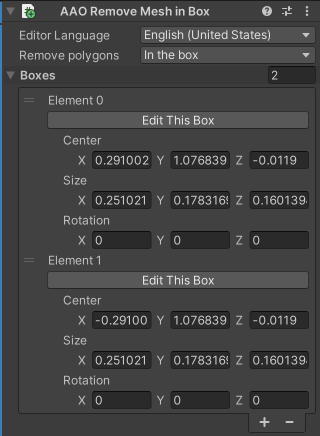 AAO Remove Mesh in Box
Editor Language English (United States)
Remove polygons In the box
Boxes 2
Element 0
Edit This Box
Center
X 0.291002 Y 1.076839 Z -0.0119
Size
X 0.251021 Y 0.178316 Z 0.160139
Rotation
X 0 Y 0 Z 0
Element 1
Edit This Box
Center
X -0.29100 Y 1.076839 Z -0.0119
Size
X 0.251021 Y 0.178316 Z 0.160139
Rotation
X 0 Y 0 Z 0
+ −